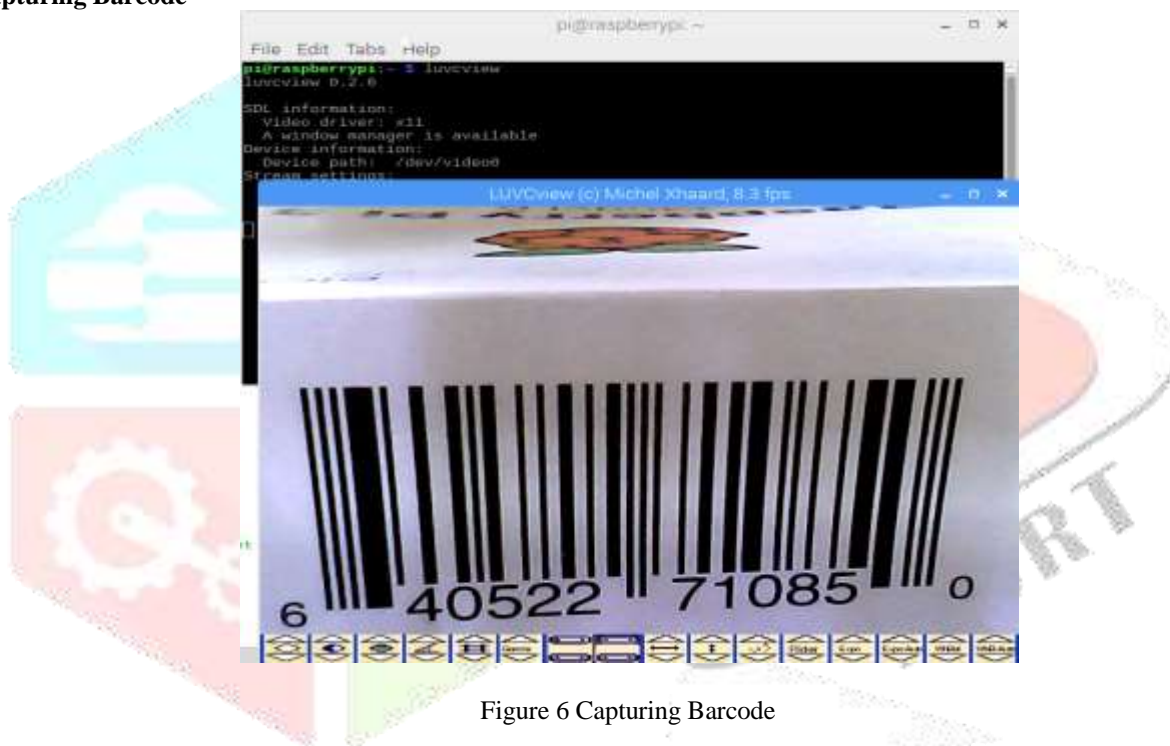 pturing Barcode
pi@raspberrypi: ~
File Edit Tabs Help
pi@raspberrypi:~ $ luvcview
luvcview 0.2.6
SDL information:
Video driver: x11
A window manager is available
Device information:
Device path: /dev/video0
Stream settings:
LUVCview (c) Michel Xhaard, 8.3 fps
6 40522 71085 0
Figure 6 Capturing Barcode